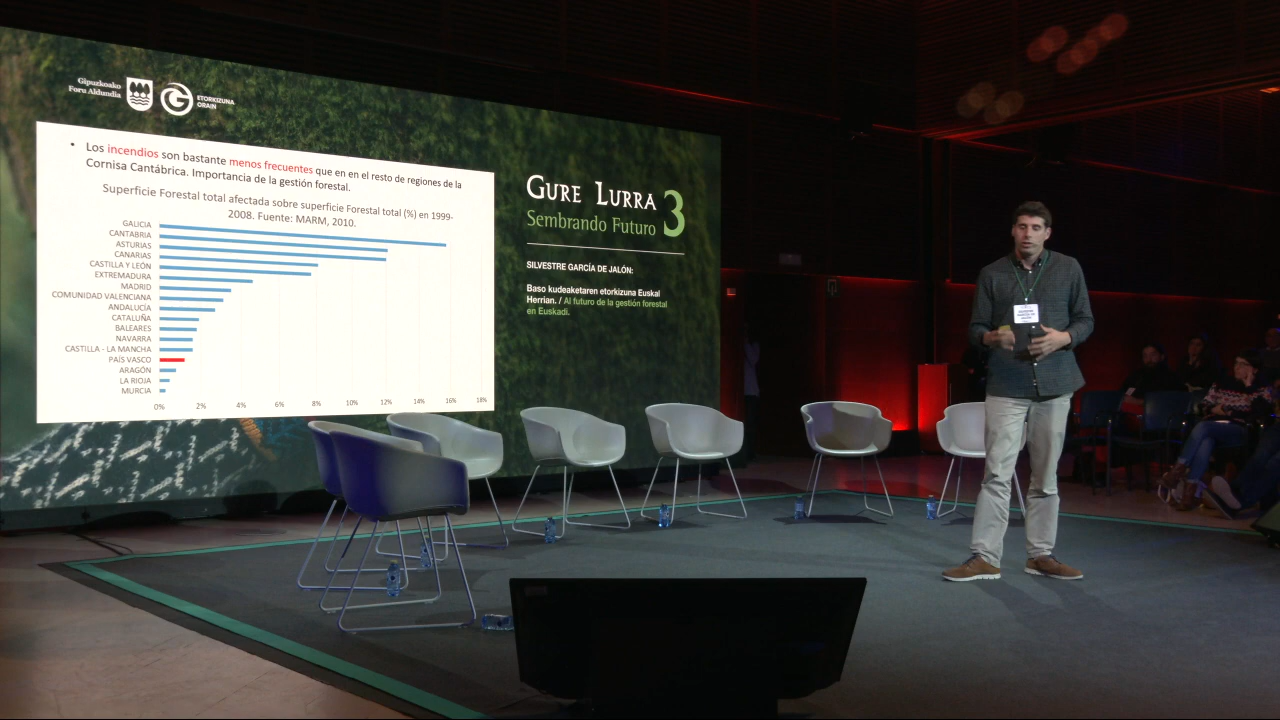 Gipuzkoako
Foru Aldundia
ETORKIZUNA
ORAIN
• Los incendios son bastante menos frecuentes que en en el resto de regiones de la
Cornisa Cantábrica. Importancia de la gestión forestal.
Superficie Forestal total afectada sobre superficie Forestal total (%) en 1999-
2008. Fuente: MARM, 2010.
GALICIA
CANTABRIA
ASTURIAS
CANARIAS
CASTILLA Y LEÓN
EXTREMADURA
MADRID
COMUNIDAD VALENCIANA
ANDALUCÍA
CATALUÑA
BALEARES
NAVARRA
CASTILLA - LA MANCHA
PAÍS VASCO
ARAGÓN
LA RIOJA
MURCIA
0% 2% 4% 6% 8% 10% 12% 14% 16% 18%
GURE LURRA 3
Sembrando Futuro
SILVESTRE GARCÍA DE JALÓN:
Baso kudeaketaren etorkizuna Euskal
Herrian. / Al futuro de la gestión forestal
en Euskadi.